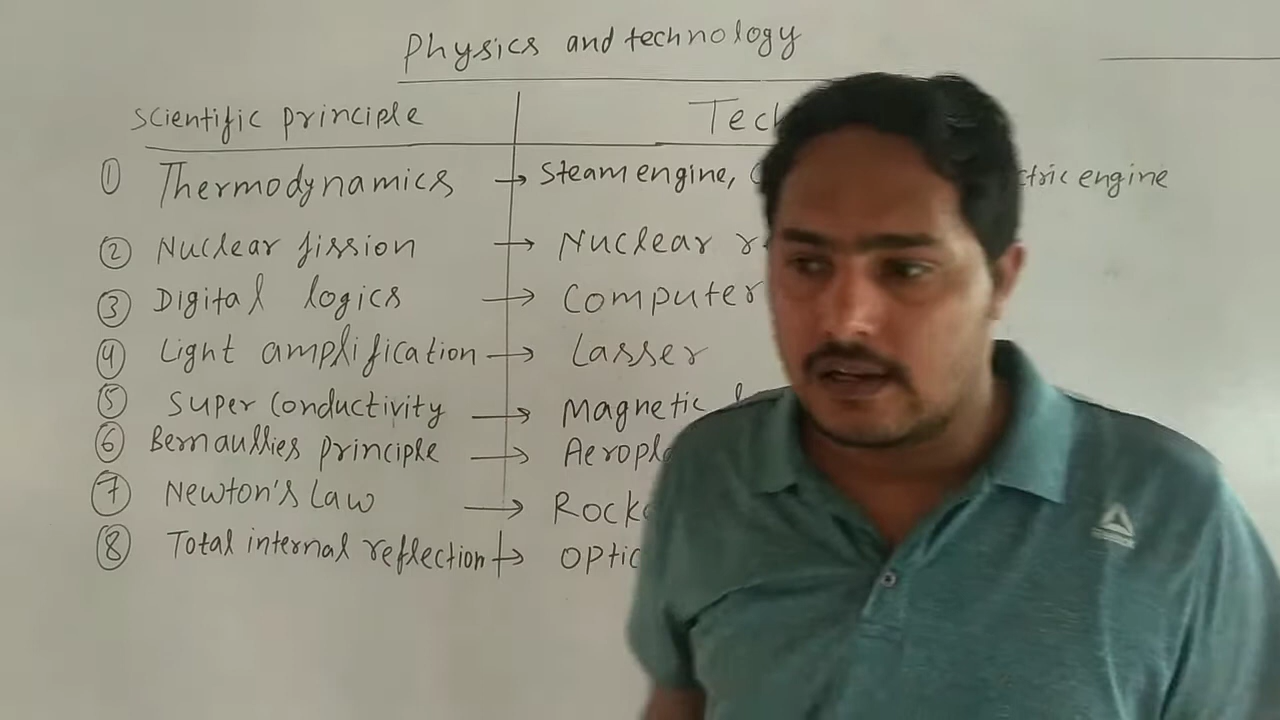 Physics and technology
Scientific principle Tech
① Thermodynamics → Steam engine, ctric engine
② Nuclear fission → Nuclear
③ Digital logics → Computer
④ Light amplification → Lasser
⑤ Super Conductivity → Magnetic
⑥ Bernaullies principle → Aeropla
⑦ Newton's Law → Rock
⑧ Total internal reflection → Optic